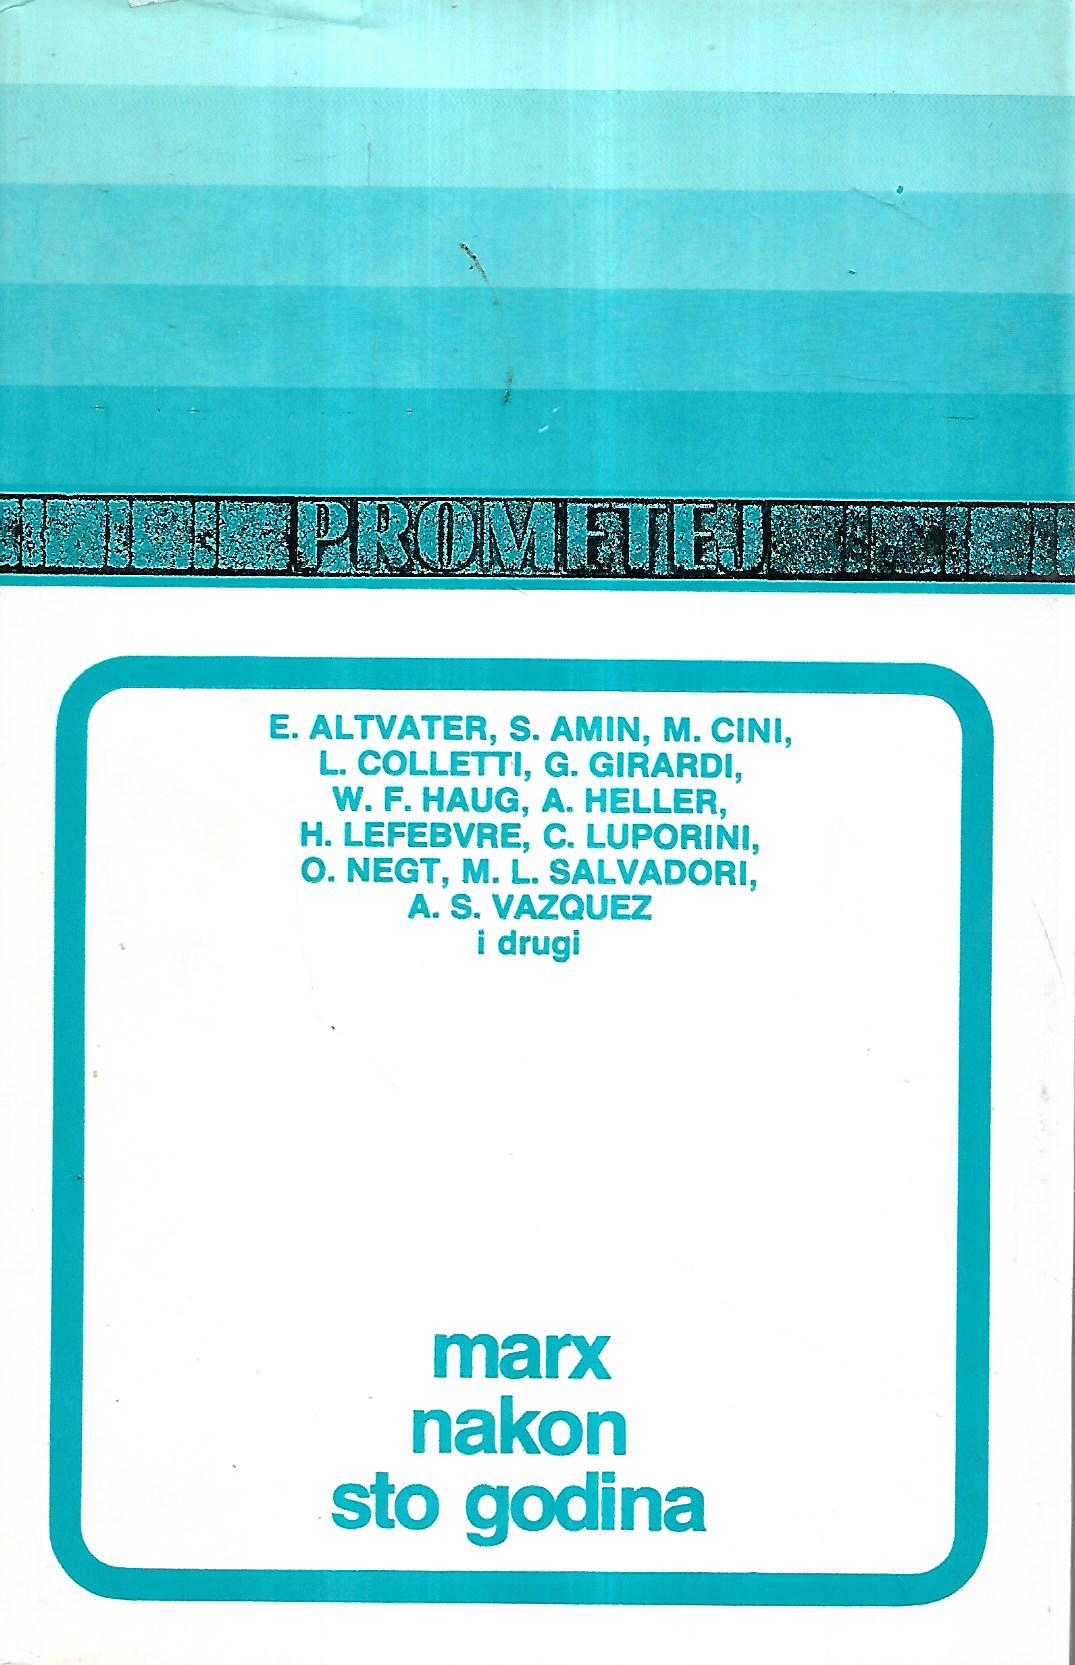 PROMETEJ
E. ALTVATER, S. AMIN, M. CINI,
L. COLLETTI, G. GIRARDI,
W. F. HAUG, A. HELLER,
H. LEFEBVRE, C. LUPORINI,
O. NEGT, M. L. SALVADORI,
A. S. VAZQUEZ
i drugi
marx
nakon
sto godina